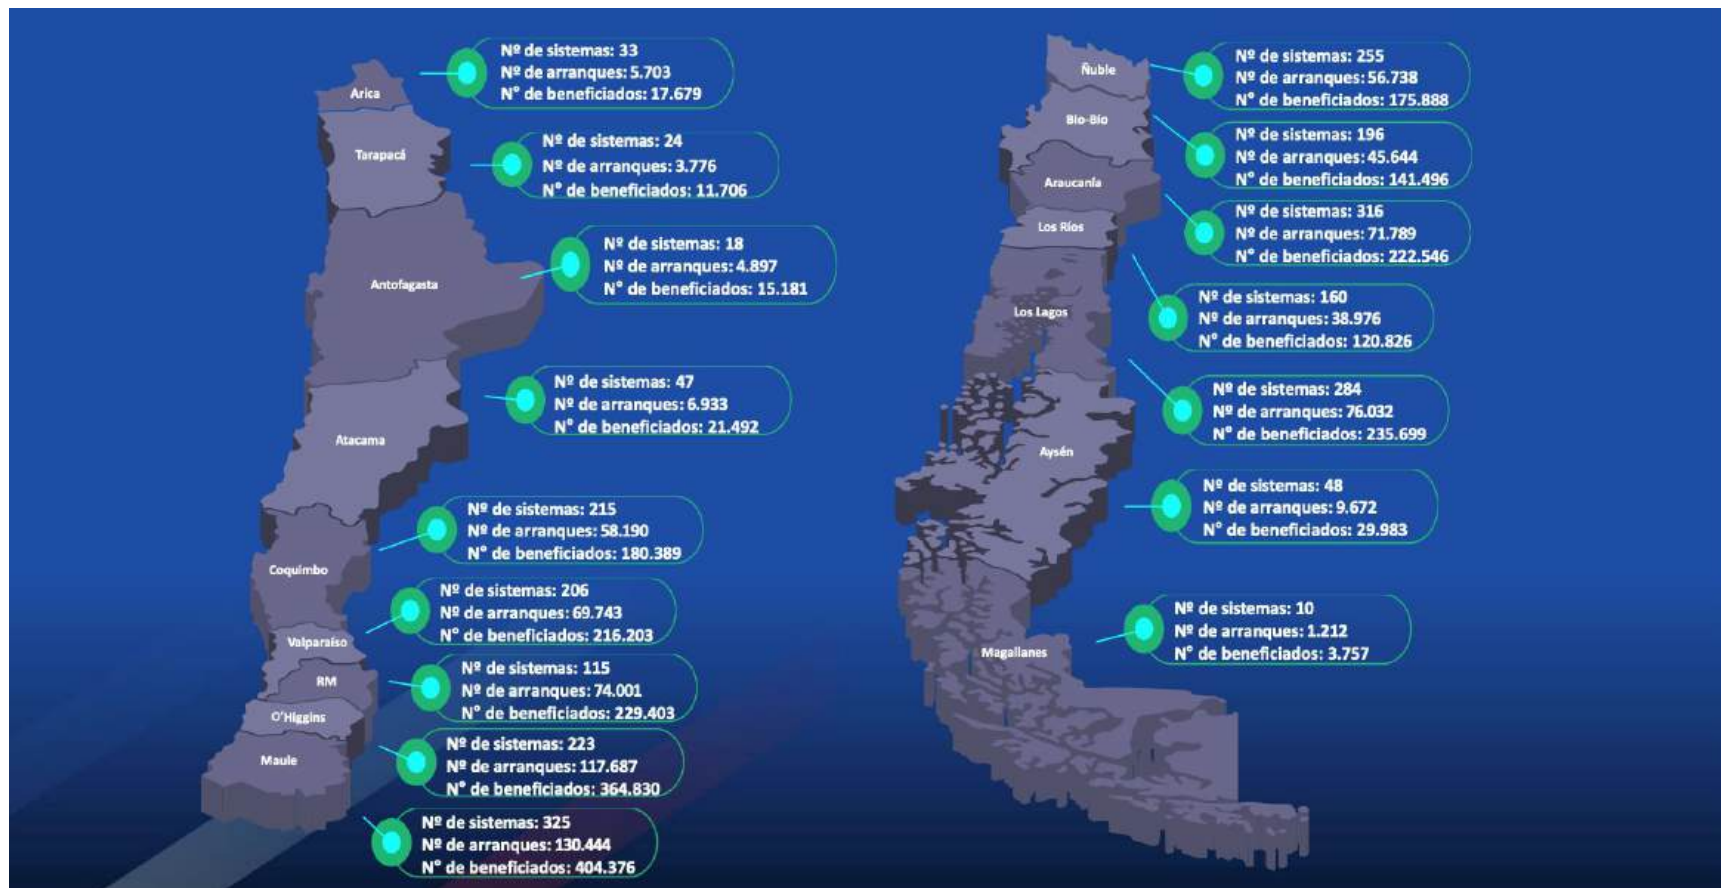 Arica
Nº de sistemas: 33
Nº de arranques: 5.703
N° de beneficiados: 17.679
Tarapacá
Nº de sistemas: 24
Nº de arranques: 3.776
N° de beneficiados: 11.706
Antofagasta
Nº de sistemas: 18
Nº de arranques: 4.897
N° de beneficiados: 15.181
Atacama
Nº de sistemas: 47
Nº de arranques: 6.933
N° de beneficiados: 21.492
Coquimbo
Nº de sistemas: 215
Nº de arranques: 58.190
N° de beneficiados: 180.389
Valparaíso
Nº de sistemas: 206
Nº de arranques: 69.743
N° de beneficiados: 216.203
RM
Nº de sistemas: 115
Nº de arranques: 74.001
N° de beneficiados: 229.403
O'Higgins
Nº de sistemas: 223
Nº de arranques: 117.687
N° de beneficiados: 364.830
Maule
Nº de sistemas: 325
Nº de arranques: 130.444
N° de beneficiados: 404.376
Ñuble
Nº de sistemas: 255
Nº de arranques: 56.738
N° de beneficiados: 175.888
Bío-Bío
Nº de sistemas: 196
Nº de arranques: 45.644
N° de beneficiados: 141.496
Araucanía
Nº de sistemas: 316
Nº de arranques: 71.789
N° de beneficiados: 222.546
Los Ríos
Nº de sistemas: 160
Nº de arranques: 38.976
N° de beneficiados: 120.826
Los Lagos
Nº de sistemas: 284
Nº de arranques: 76.032
N° de beneficiados: 235.699
Aysén
Nº de sistemas: 48
Nº de arranques: 9.672
N° de beneficiados: 29.983
Magallanes
Nº de sistemas: 10
Nº de arranques: 1.212
N° de beneficiados: 3.757